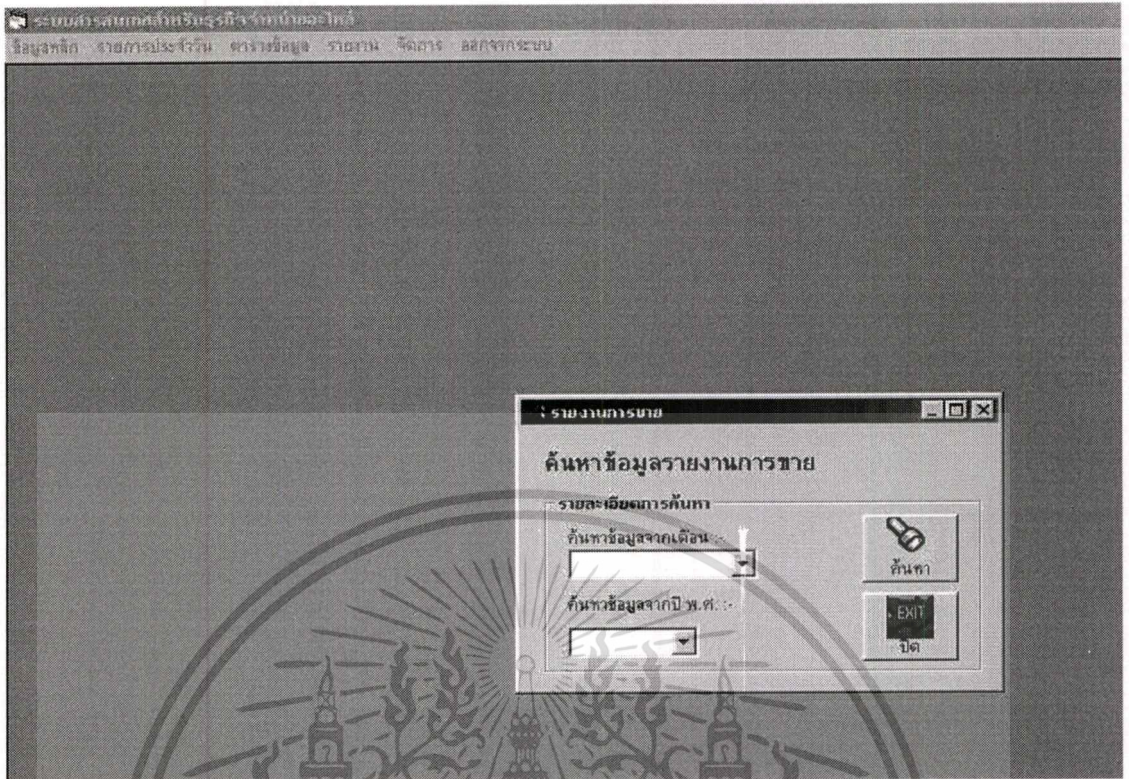 ระบบสารสนเทศสำหรับธุรกิจจำหน่ายอะไหล่
ข้อมูลหลัก รายการประจำวัน ตารางข้อมูล รายงาน จัดการ ออกจากระบบ
รายงานการขาย
ค้นหาข้อมูลรายงานการขาย
รายละเอียดการค้นหา
ค้นหาข้อมูลจากเดือน :-
ค้นหา
ค้นหาข้อมูลจากปี พ.ศ. :-
EXIT
ปิด